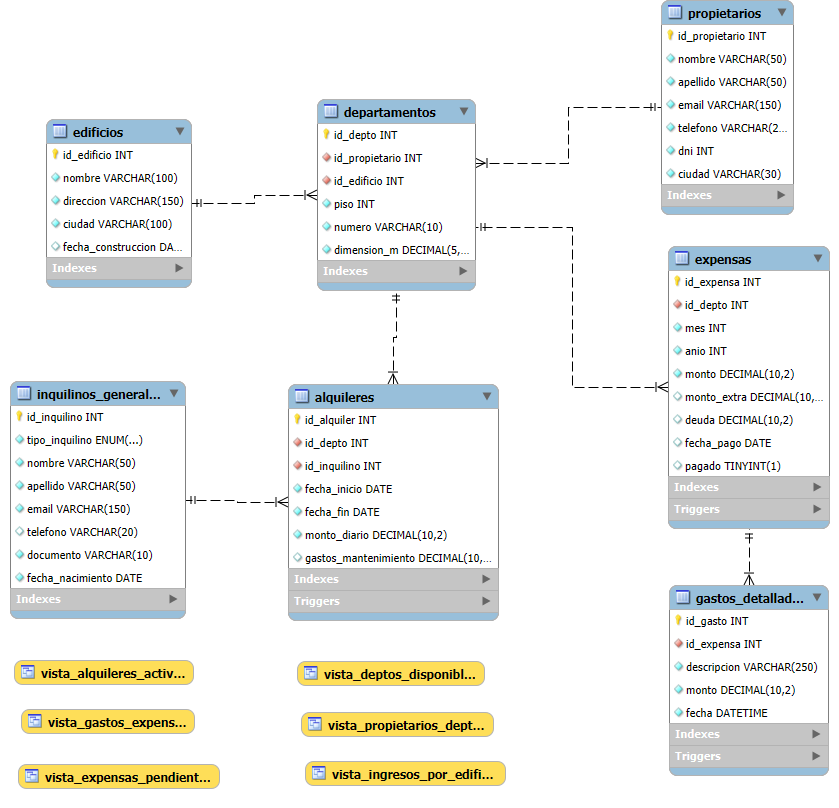 propietarios
id_propietario INT
nombre VARCHAR(50)
apellido VARCHAR(50)
email VARCHAR(150)
telefono VARCHAR(2...
dni INT
ciudad VARCHAR(30)
Indexes
departamentos
id_depto INT
id_propietario INT
id_edificio INT
piso INT
numero VARCHAR(10)
dimension_m DECIMAL(5,...
Indexes
edificios
id_edificio INT
nombre VARCHAR(100)
direccion VARCHAR(150)
ciudad VARCHAR(100)
fecha_construccion DA...
Indexes
expensas
id_expensa INT
id_depto INT
mes INT
anio INT
monto DECIMAL(10,2)
monto_extra DECIMAL(10,...
deuda DECIMAL(10,2)
fecha_pago DATE
pagado TINYINT(1)
Indexes
Triggers
inquilinos_general...
id_inquilino INT
tipo_inquilino ENUM(...)
nombre VARCHAR(50)
apellido VARCHAR(50)
email VARCHAR(150)
telefono VARCHAR(20)
documento VARCHAR(10)
fecha_nacimiento DATE
Indexes
alquileres
id_alquiler INT
id_depto INT
id_inquilino INT
fecha_inicio DATE
fecha_fin DATE
monto_diario DECIMAL(10,2)
gastos_mantenimiento DECIMAL(10,...
Indexes
Triggers
gastos_detallad...
id_gasto INT
id_expensa INT
descripcion VARCHAR(250)
monto DECIMAL(10,2)
fecha DATETIME
Indexes
Triggers
vista_alquileres_activ...
vista_deptos_disponibl...
vista_gastos_expens...
vista_propietarios_dept...
vista_expensas_pendient...
vista_ingresos_por_edifi...